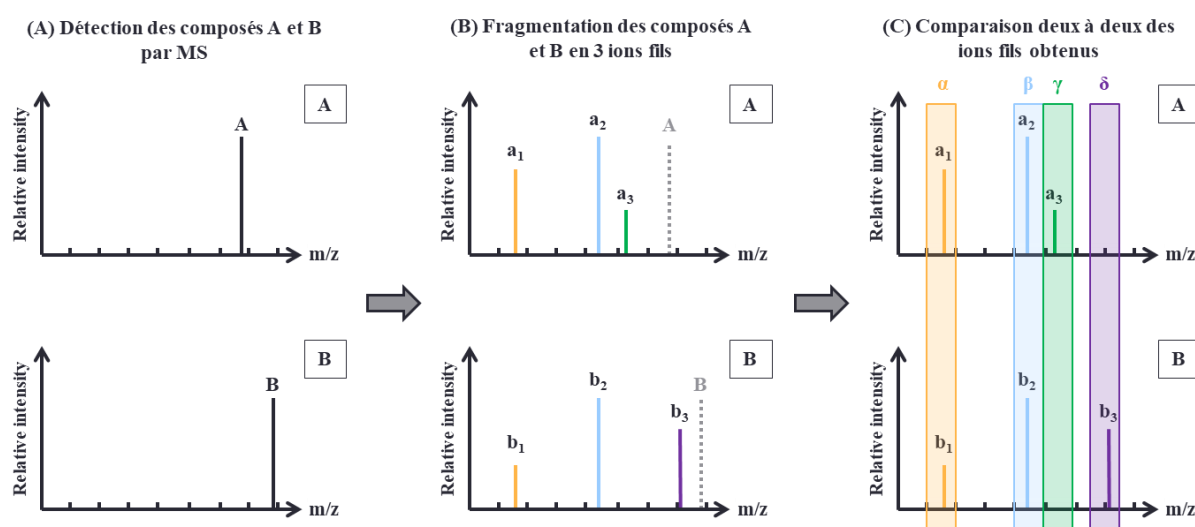 (A) Détection des composés A et B
par MS
(B) Fragmentation des composés A
et B en 3 ions fils
(C) Comparaison deux à deux des
ions fils obtenus
α
β
γ
δ
Relative intensity
A
A
m/z
Relative intensity
a1
a2
a3
A
A
m/z
Relative intensity
a1
a2
a3
A
m/z
Relative intensity
B
B
m/z
Relative intensity
b1
b2
b3
B
B
m/z
Relative intensity
b1
b2
b3
B
m/z